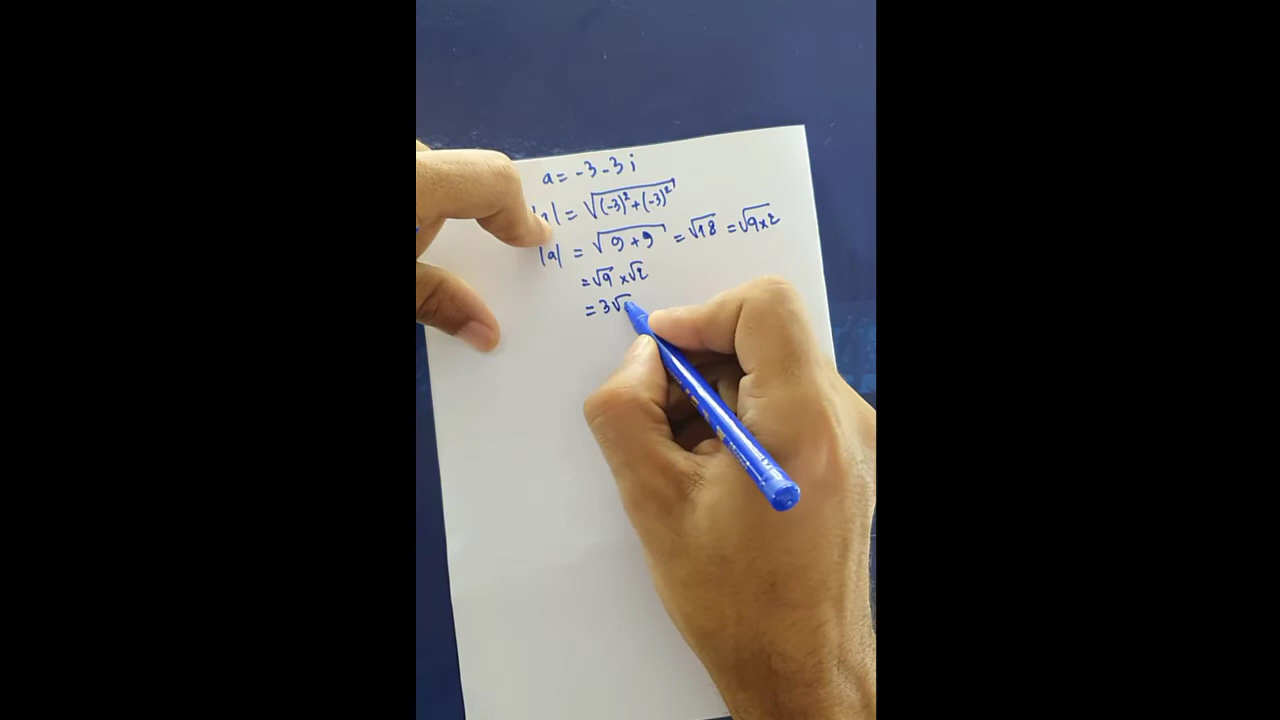 a = -3 - 3i
|a| = √(-3)² + (-3)²
|a| = √9 + 9 = √18 = √9×2
= √9 × √2
= 3√